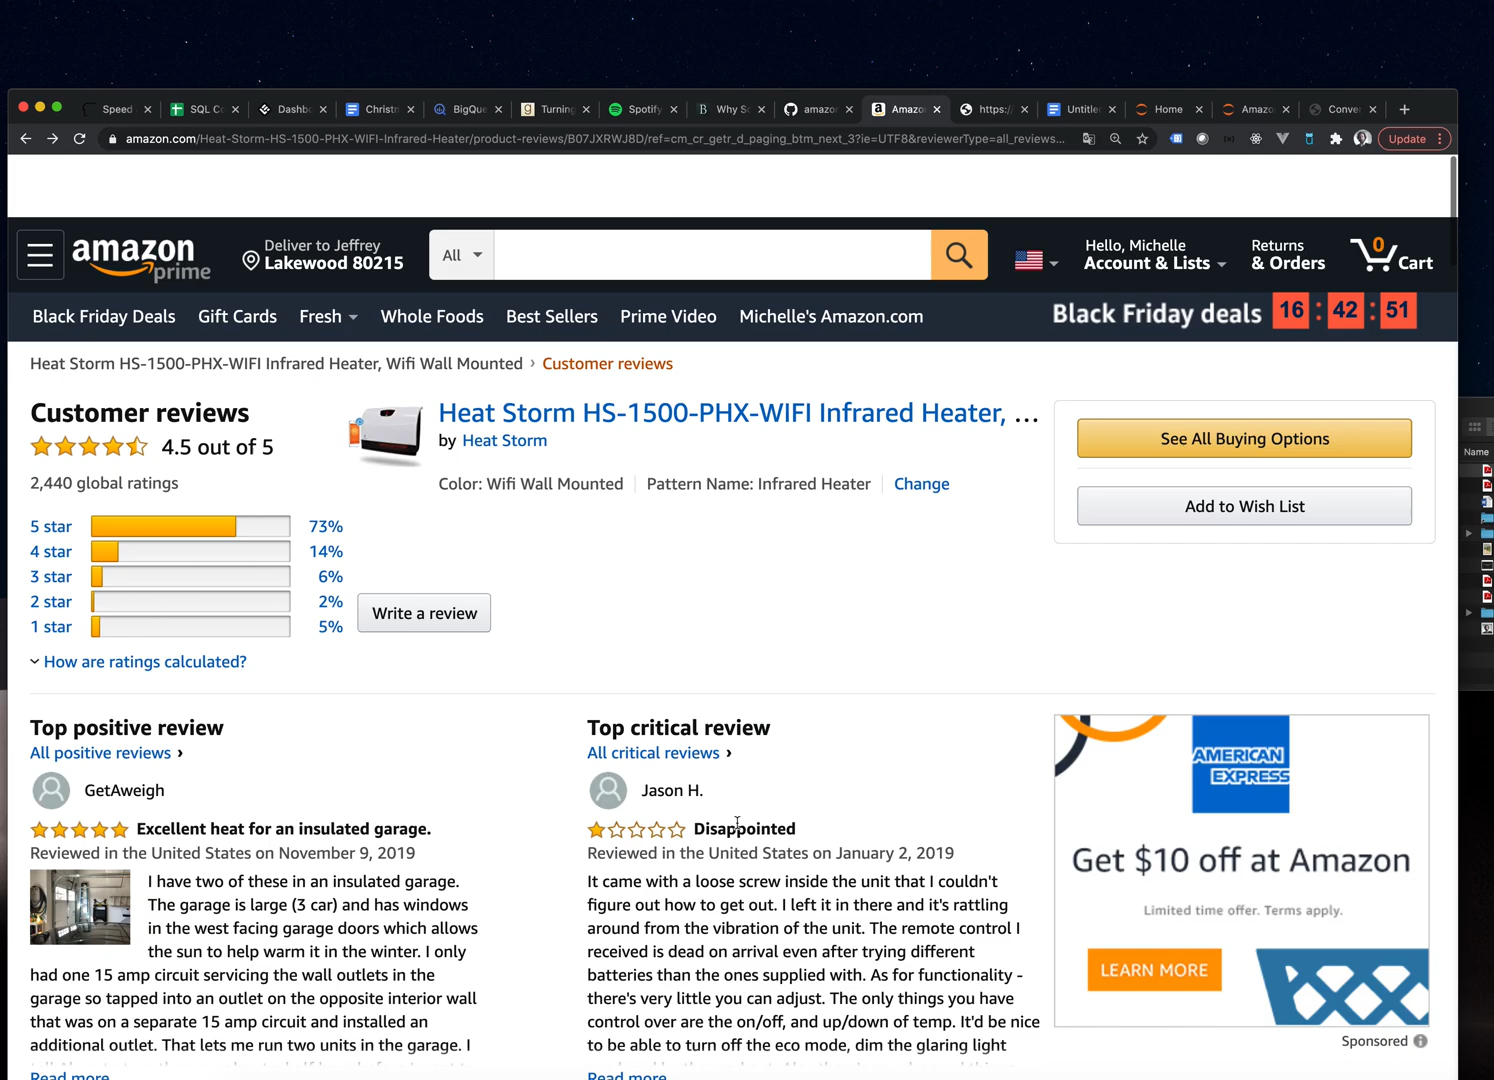 Speed
SQL Co
Dashbo
Christm
BigQue
Turning
Spotify
Why Sc
amazor
Amazo
https:/
Untitle
Home
Amazo
Conver
amazon.com/Heat-Storm-HS-1500-PHX-WIFI-Infrared-Heater/product-reviews/B07JXRWJ8D/ref=cm_cr_getr_d_paging_btm_next_3?ie=UTF8&reviewerType=all_reviews...
Update
amazon prime
Deliver to Jeffrey
Lakewood 80215
All
Hello, Michelle
Account & Lists
Returns
& Orders
0
Cart
Black Friday Deals
Gift Cards
Fresh
Whole Foods
Best Sellers
Prime Video
Michelle's Amazon.com
Black Friday deals 16 : 42 : 51
Heat Storm HS-1500-PHX-WIFI Infrared Heater, Wifi Wall Mounted › Customer reviews
Customer reviews
4.5 out of 5
2,440 global ratings
5 star 73%
4 star 14%
3 star 6%
2 star 2%
1 star 5%
How are ratings calculated?
Heat Storm HS-1500-PHX-WIFI Infrared Heater, ...
by Heat Storm
Color: Wifi Wall Mounted
Pattern Name: Infrared Heater
Change
Write a review
See All Buying Options
Add to Wish List
Name
Top positive review
All positive reviews ›
GetAweigh
Excellent heat for an insulated garage.
Reviewed in the United States on November 9, 2019
I have two of these in an insulated garage.
The garage is large (3 car) and has windows
in the west facing garage doors which allows
the sun to help warm it in the winter. I only
had one 15 amp circuit servicing the wall outlets in the
garage so tapped into an outlet on the opposite interior wall
that was on a separate 15 amp circuit and installed an
additional outlet. That lets me run two units in the garage. I
Read more
Top critical review
All critical reviews ›
Jason H.
Disappointed
Reviewed in the United States on January 2, 2019
It came with a loose screw inside the unit that I couldn't
figure out how to get out. I left it in there and it's rattling
around from the vibration of the unit. The remote control I
received is dead on arrival even after trying different
batteries than the ones supplied with. As for functionality -
there's very little you can adjust. The only things you have
control over are the on/off, and up/down of temp. It'd be nice
to be able to turn off the eco mode, dim the glaring light
Read more
AMERICAN
EXPRESS
Get $10 off at Amazon
Limited time offer. Terms apply.
LEARN MORE
Sponsored